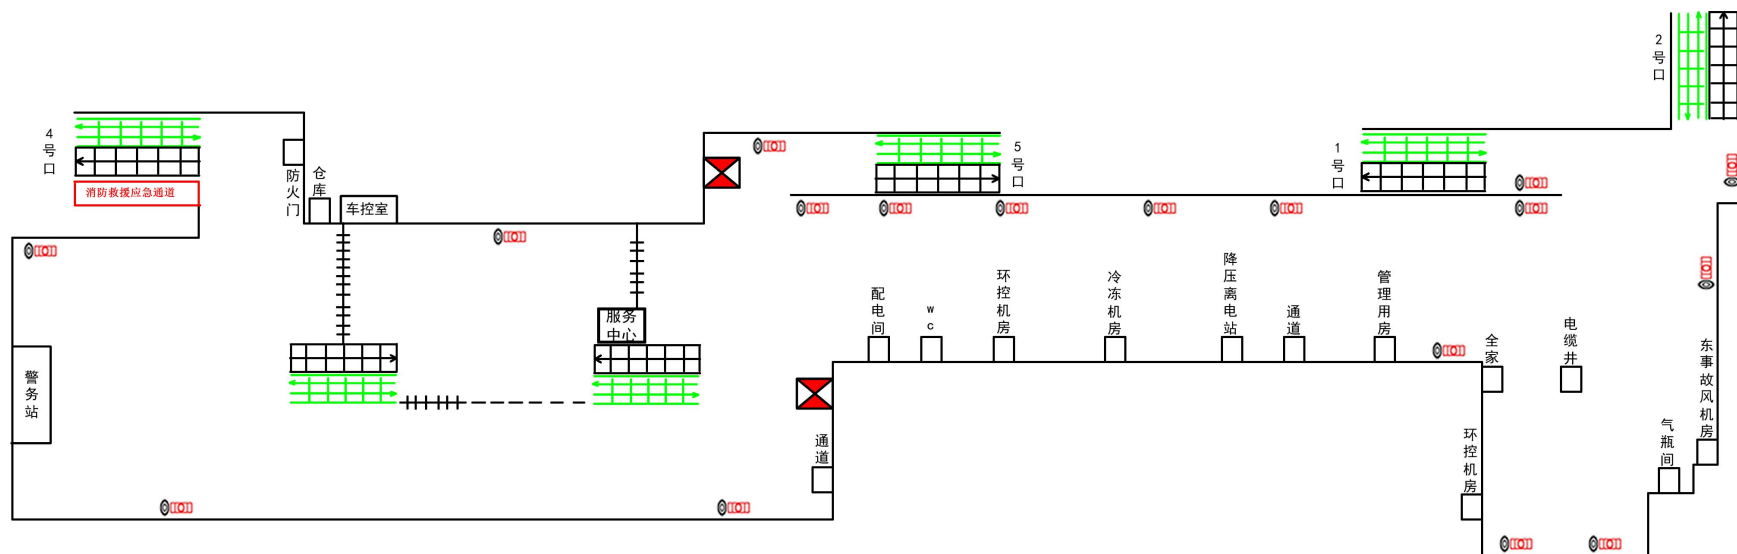 2号口
4号口
5号口
1号口
消防救援应急通道
防火门
仓库
车控室
服务
中心
配电间
wc
环控机房
冷冻机房
降压离电站
通道
管理用房
全家
电缆井
东事故风机房
警务站
通道
环控机房
气瓶间